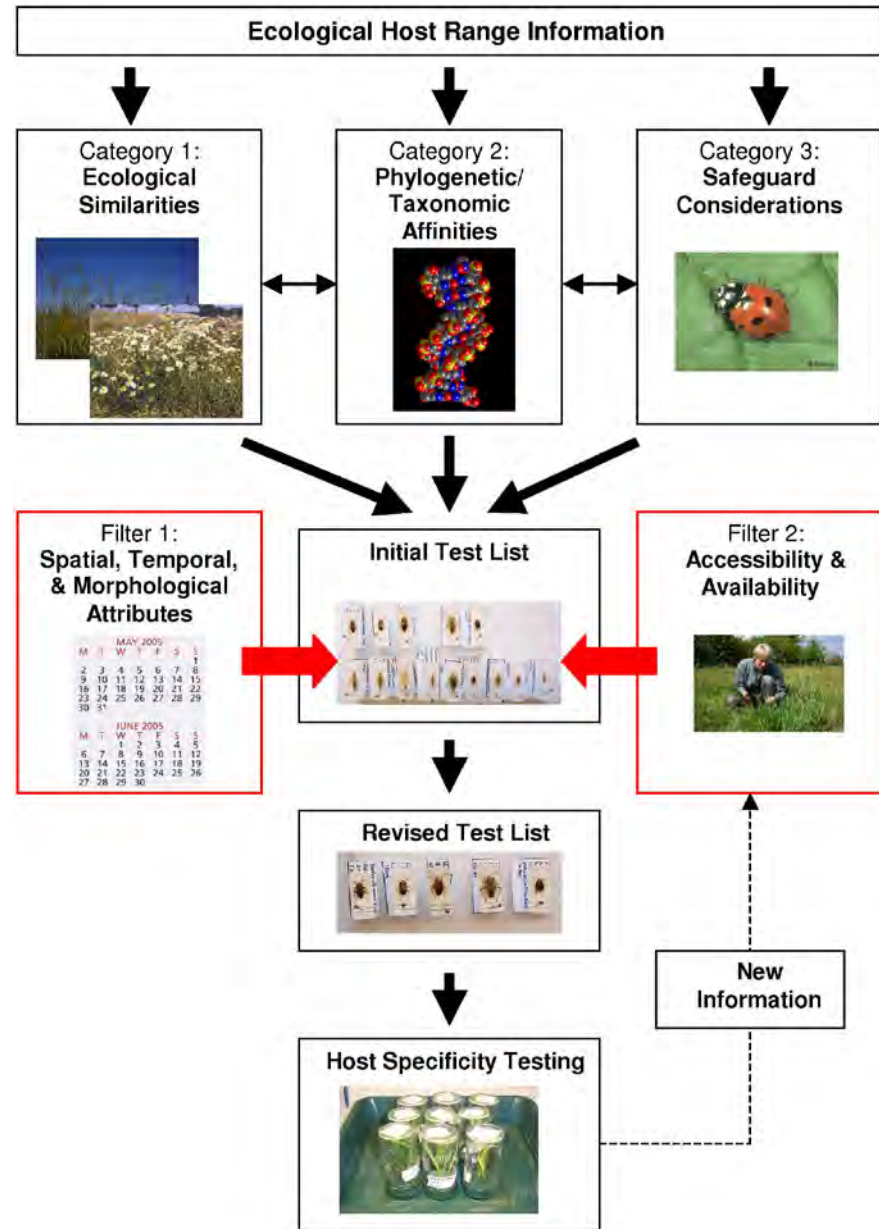 Ecological Host Range Information
Category 1:
Ecological
Similarities
Category 2:
Phylogenetic/
Taxonomic
Affinities
Category 3:
Safeguard
Considerations
Filter 1:
Spatial, Temporal,
& Morphological
Attributes
MAY 2005
M T W T F S S
1
2 3 4 5 6 7 8
9 10 11 12 13 14 15
16 17 18 19 20 21 22
23 24 25 26 27 28 29
30 31
JUNE 2005
M T W T F S S
1 2 3 4 5
6 7 8 9 10 11 12
13 14 15 16 17 18 19
20 21 22 23 24 25 26
27 28 29 30
Initial Test List
Filter 2:
Accessibility &
Availability
Revised Test List
New
Information
Host Specificity Testing